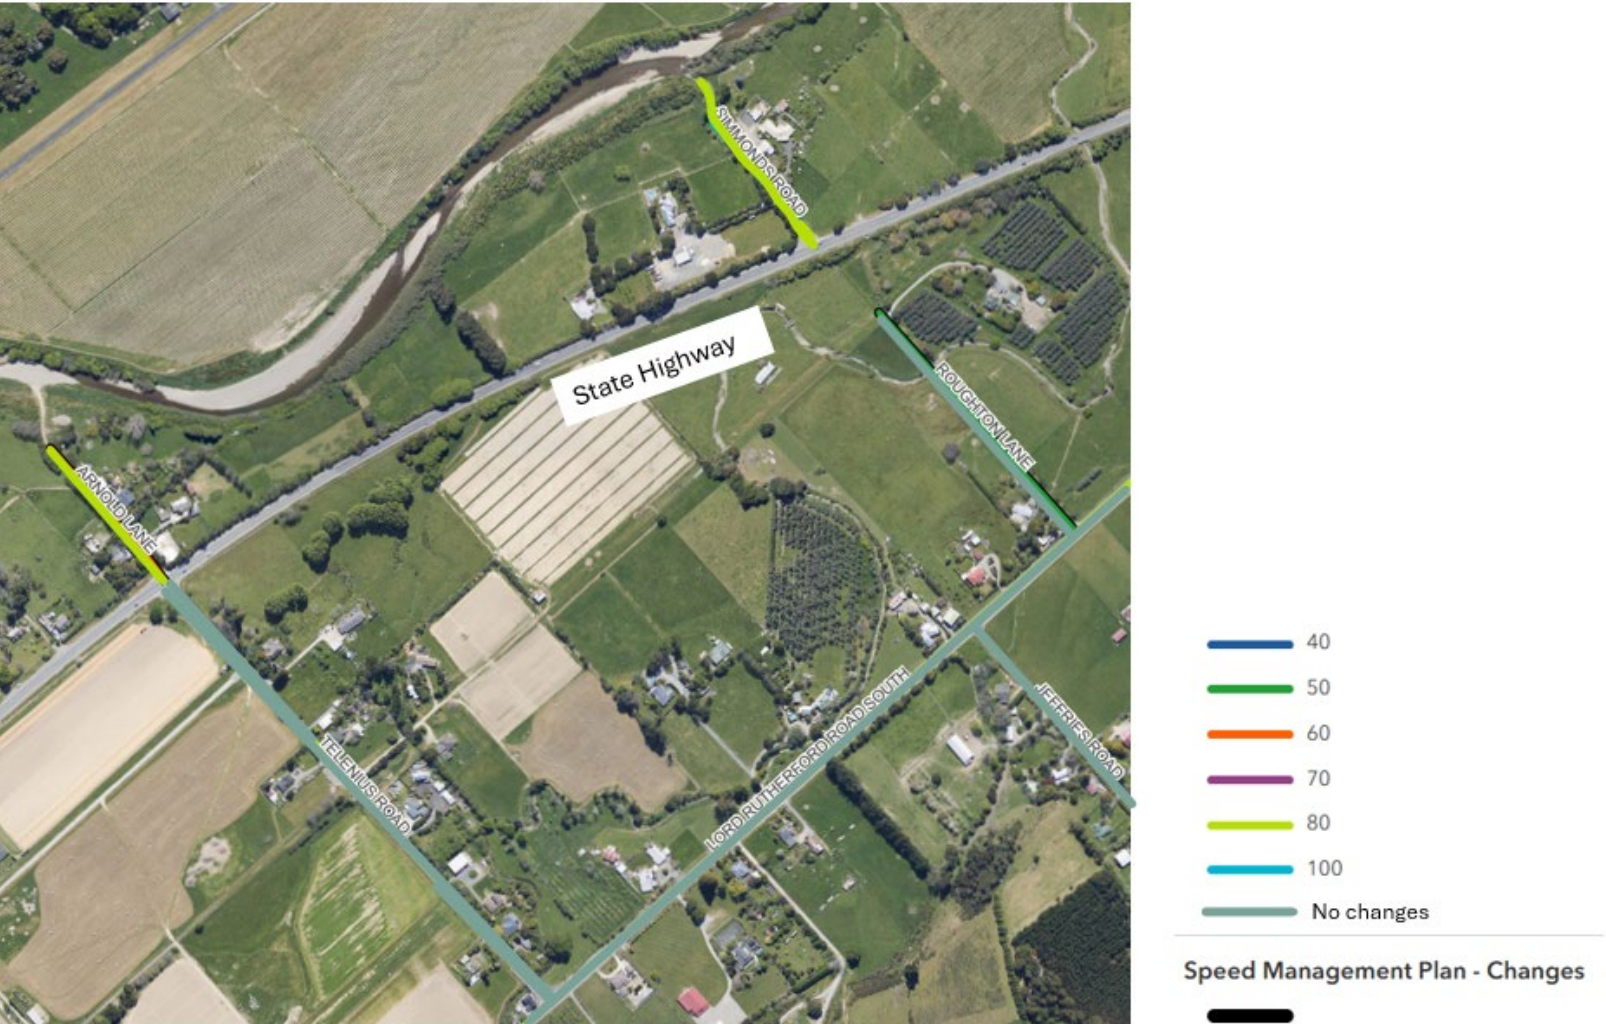 SIMMONDS ROAD
State Highway
ROUGHTON LANE
ARNOLD LANE
TELENIUS ROAD
LORD RUTHERFORD ROAD SOUTH
JEFFRIES ROAD
40
50
60
70
80
100
No changes
Speed Management Plan - Changes